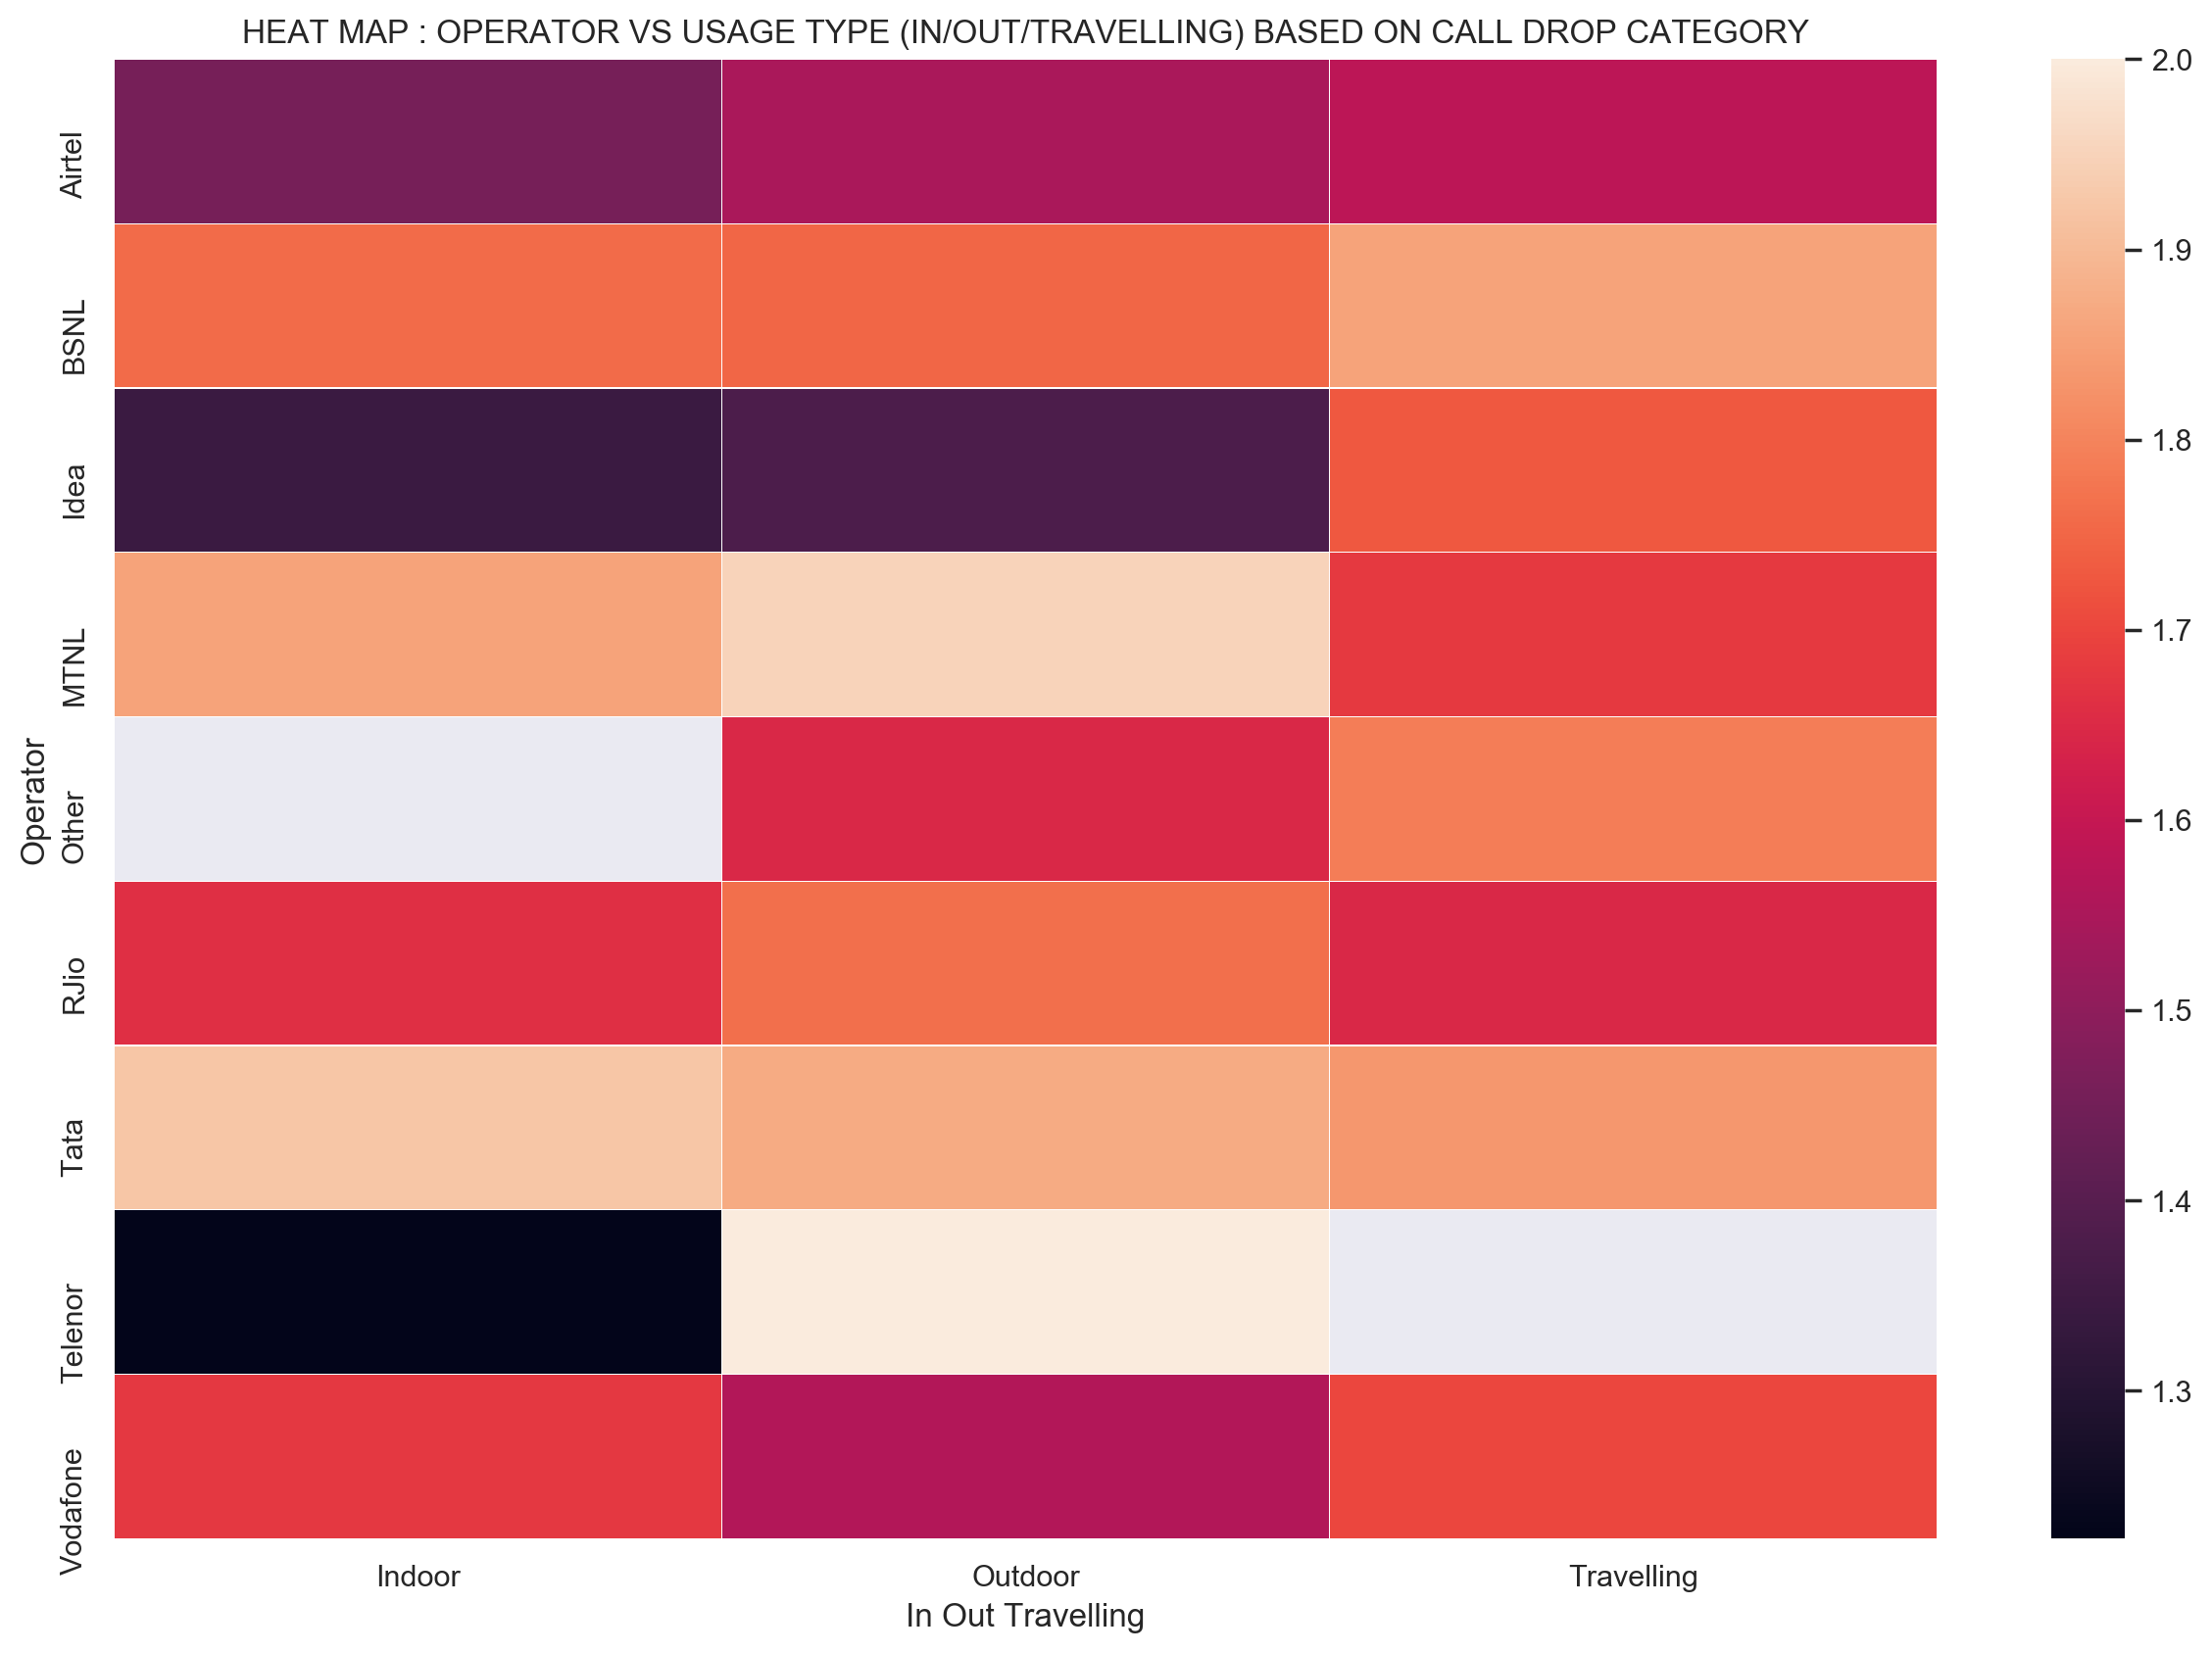 HEAT MAP : OPERATOR VS USAGE TYPE (IN/OUT/TRAVELLING) BASED ON CALL DROP CATEGORY
Operator
Airtel
BSNL
Idea
MTNL
Other
RJio
Tata
Telenor
Vodafone
Indoor
Outdoor
Travelling
In Out Travelling
2.0
1.9
1.8
1.7
1.6
1.5
1.4
1.3